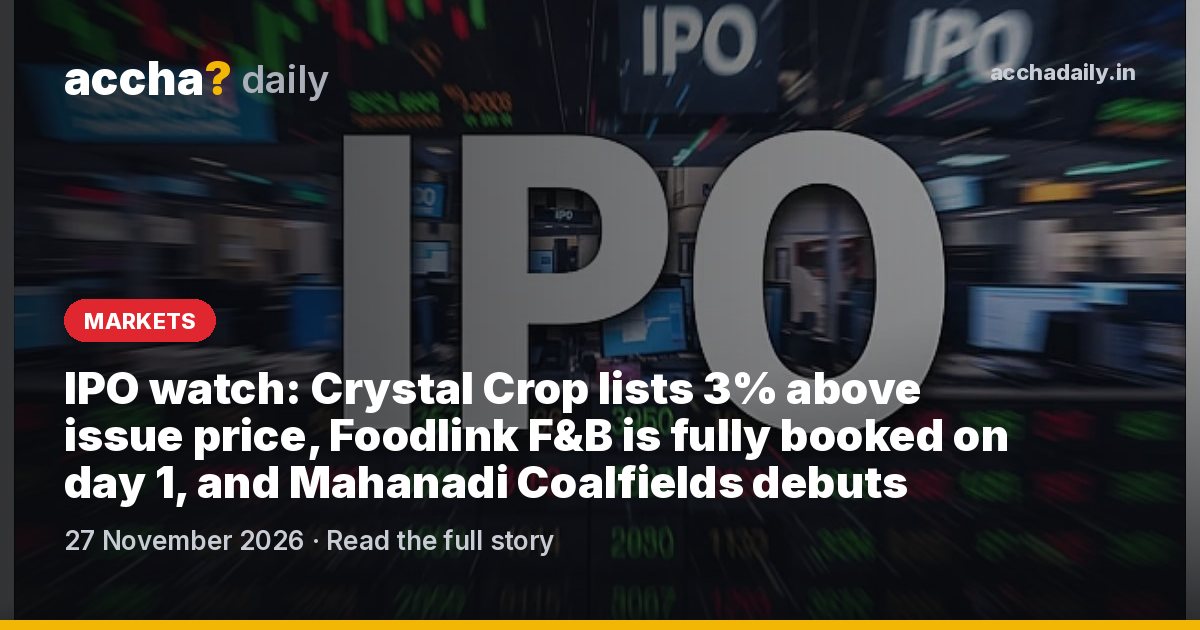 IPO
IPO
accha? daily
acchadaily.in
IPO
IPO
MARKETS
IPO watch: Crystal Crop lists 3% above
issue price, Foodlink F&B is fully booked on
day 1, and Mahanadi Coalfields debuts
27 November 2026 · Read the full story